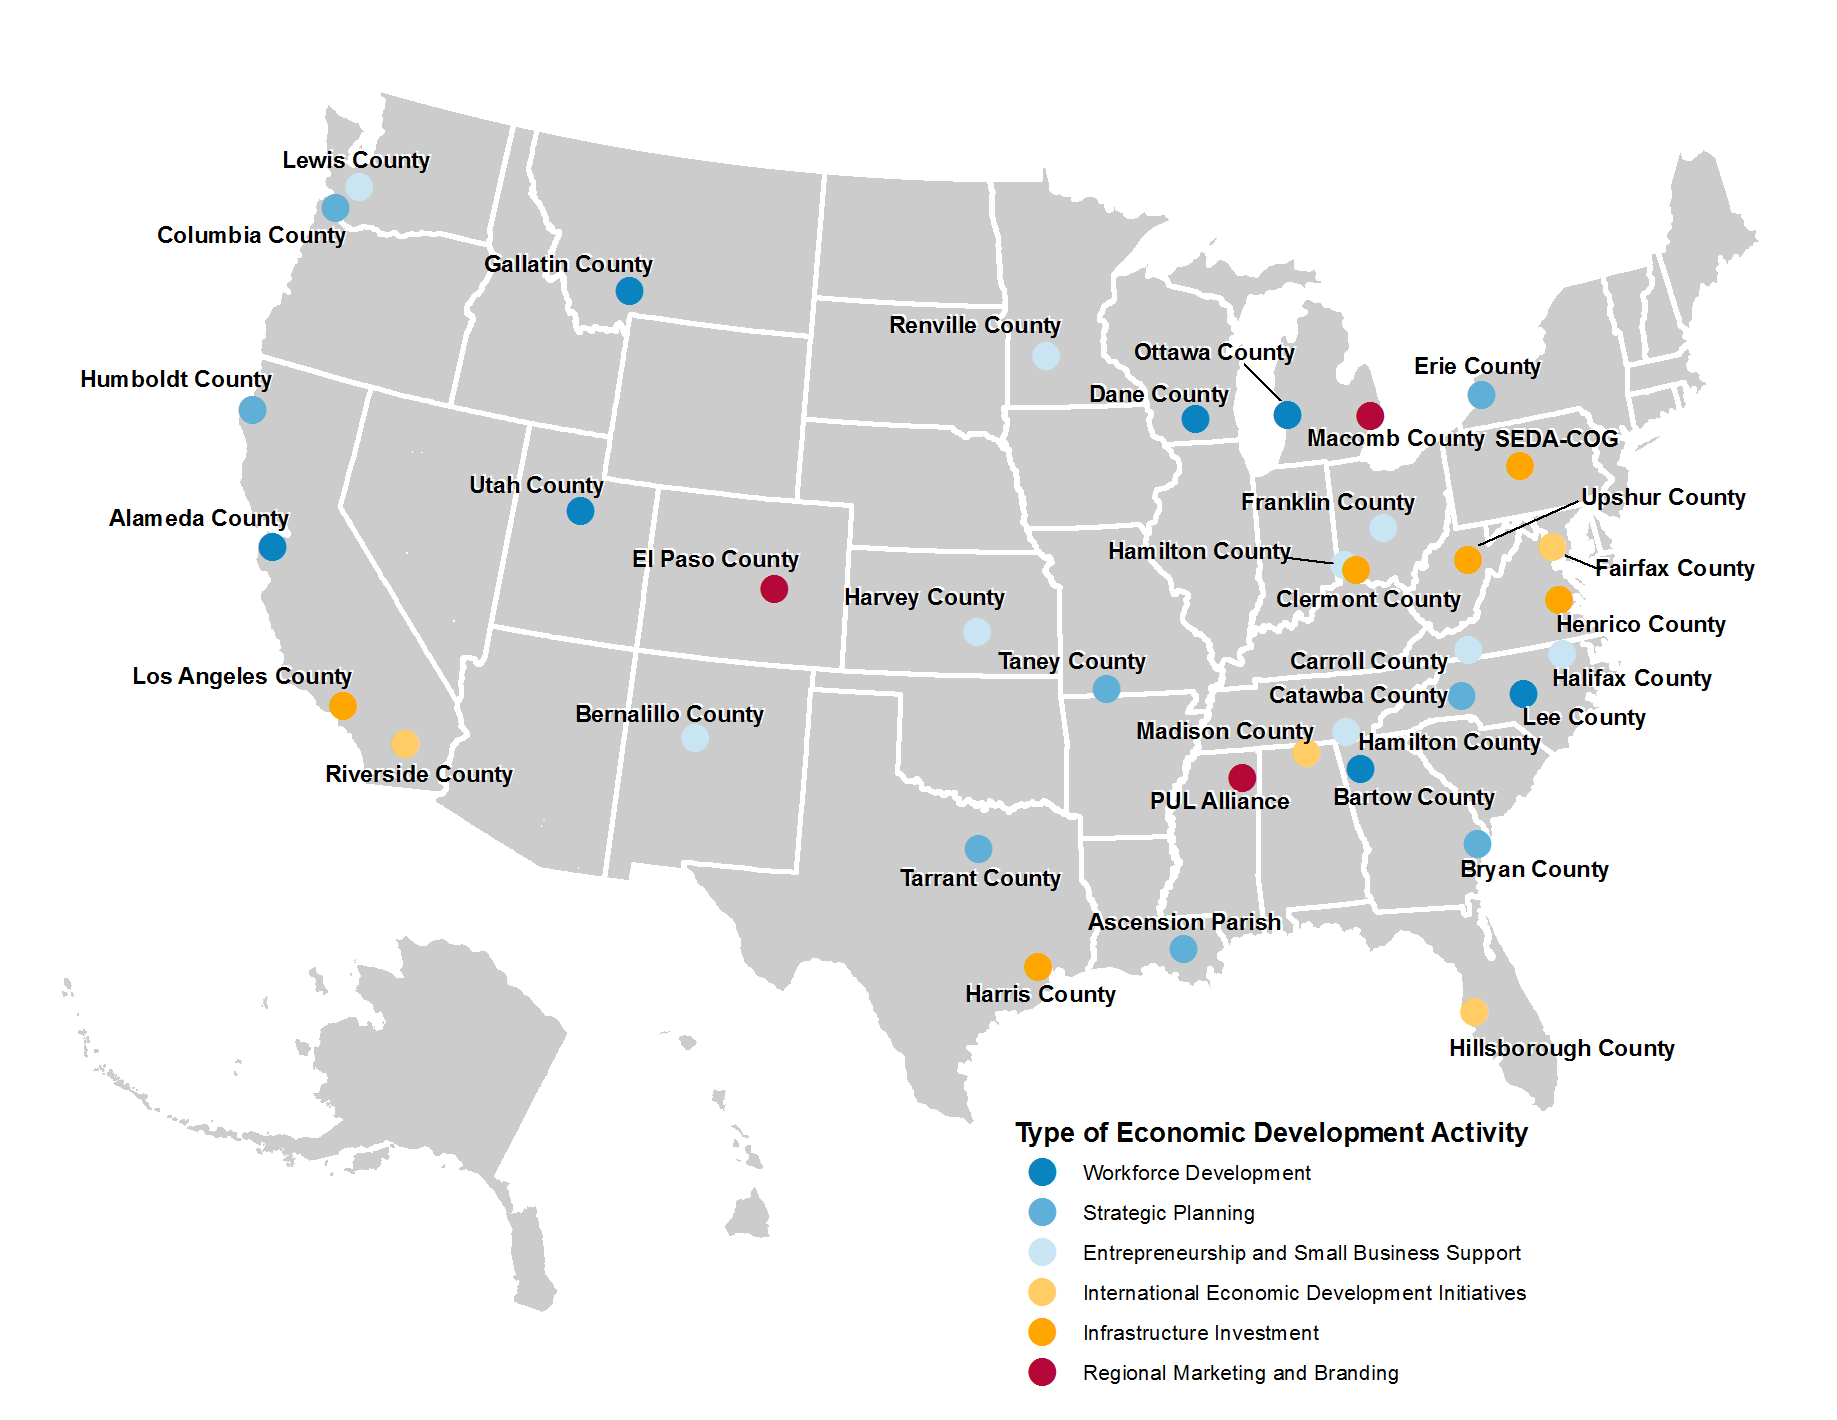 Lewis County
Columbia County
Gallatin County
Renville County
Ottawa County
Erie County
Humboldt County
Dane County
Macomb County
SEDA-COG
Utah County
Franklin County
Upshur County
Alameda County
El Paso County
Hamilton County
Fairfax County
Harvey County
Clermont County
Henrico County
Taney County
Carroll County
Los Angeles County
Halifax County
Catawba County
Bernalillo County
Lee County
Madison County
Hamilton County
Riverside County
PUL Alliance
Bartow County
Tarrant County
Bryan County
Ascension Parish
Harris County
Hillsborough County
Type of Economic Development Activity
Workforce Development
Strategic Planning
Entrepreneurship and Small Business Support
International Economic Development Initiatives
Infrastructure Investment
Regional Marketing and Branding